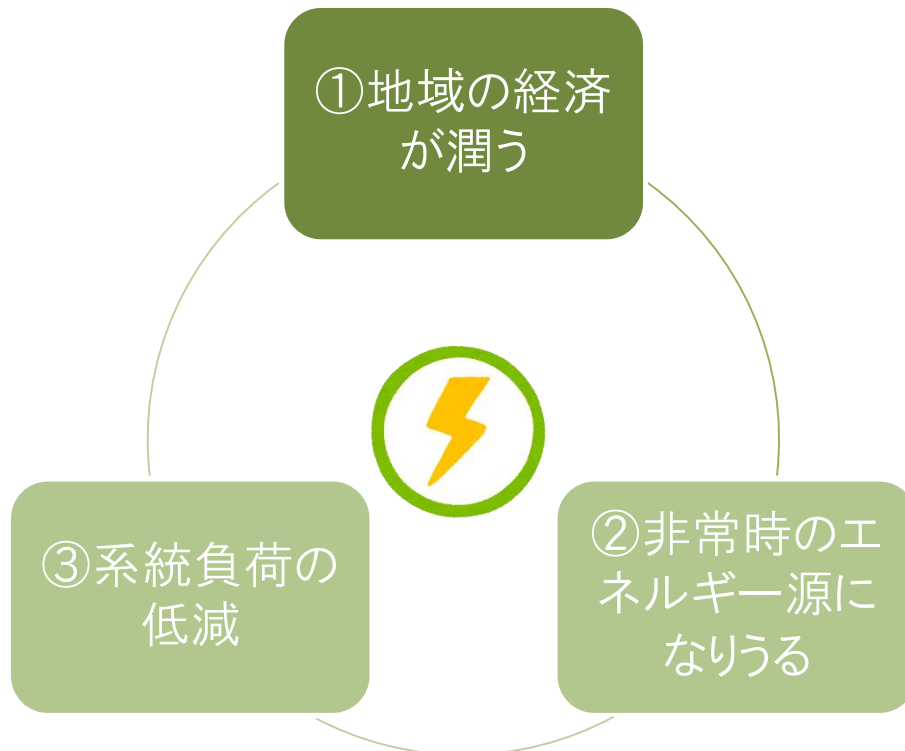 ①地域の経済
が潤う
②非常時のエ
ネルギー源に
なりうる
③系統負荷の
低減